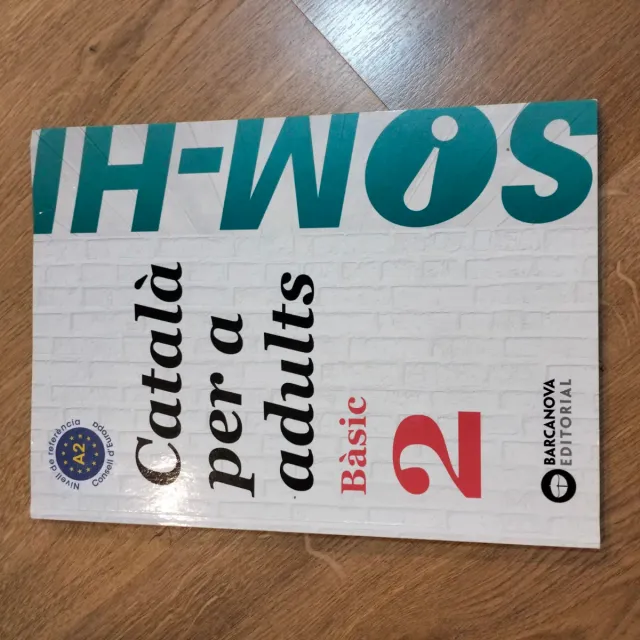 SOM-HI
Català
per a
adults
Bàsic
2
Nivell de referència
A2
Consell d'Europa
BARCANOVA
EDITORIAL